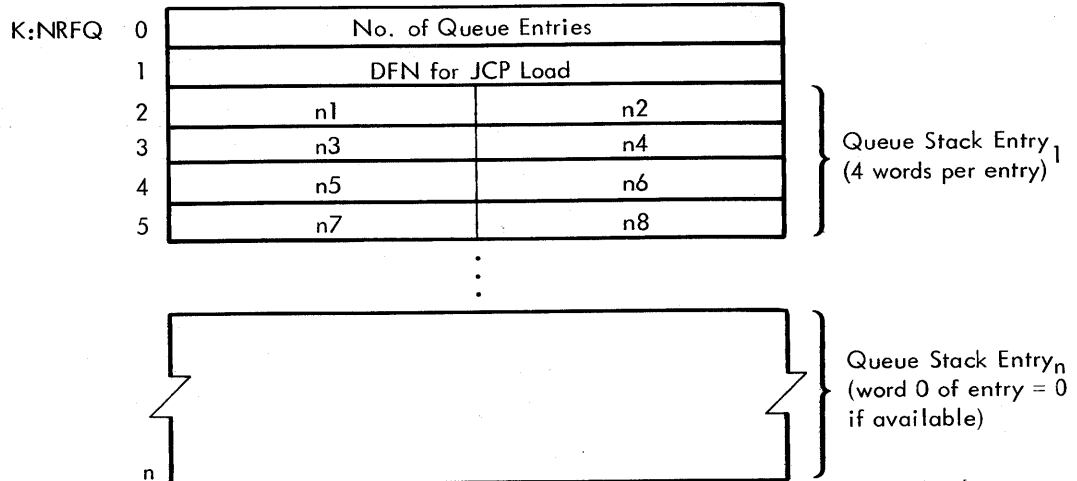 K:NRFQ 0 No. of Queue Entries
1 DFN for JCP Load
2 n1 n2
3 n3 n4
4 n5 n6
5 n7 n8
Queue Stack Entry1
(4 words per entry)
Queue Stack Entryn
(word 0 of entry = 0
if available)
n